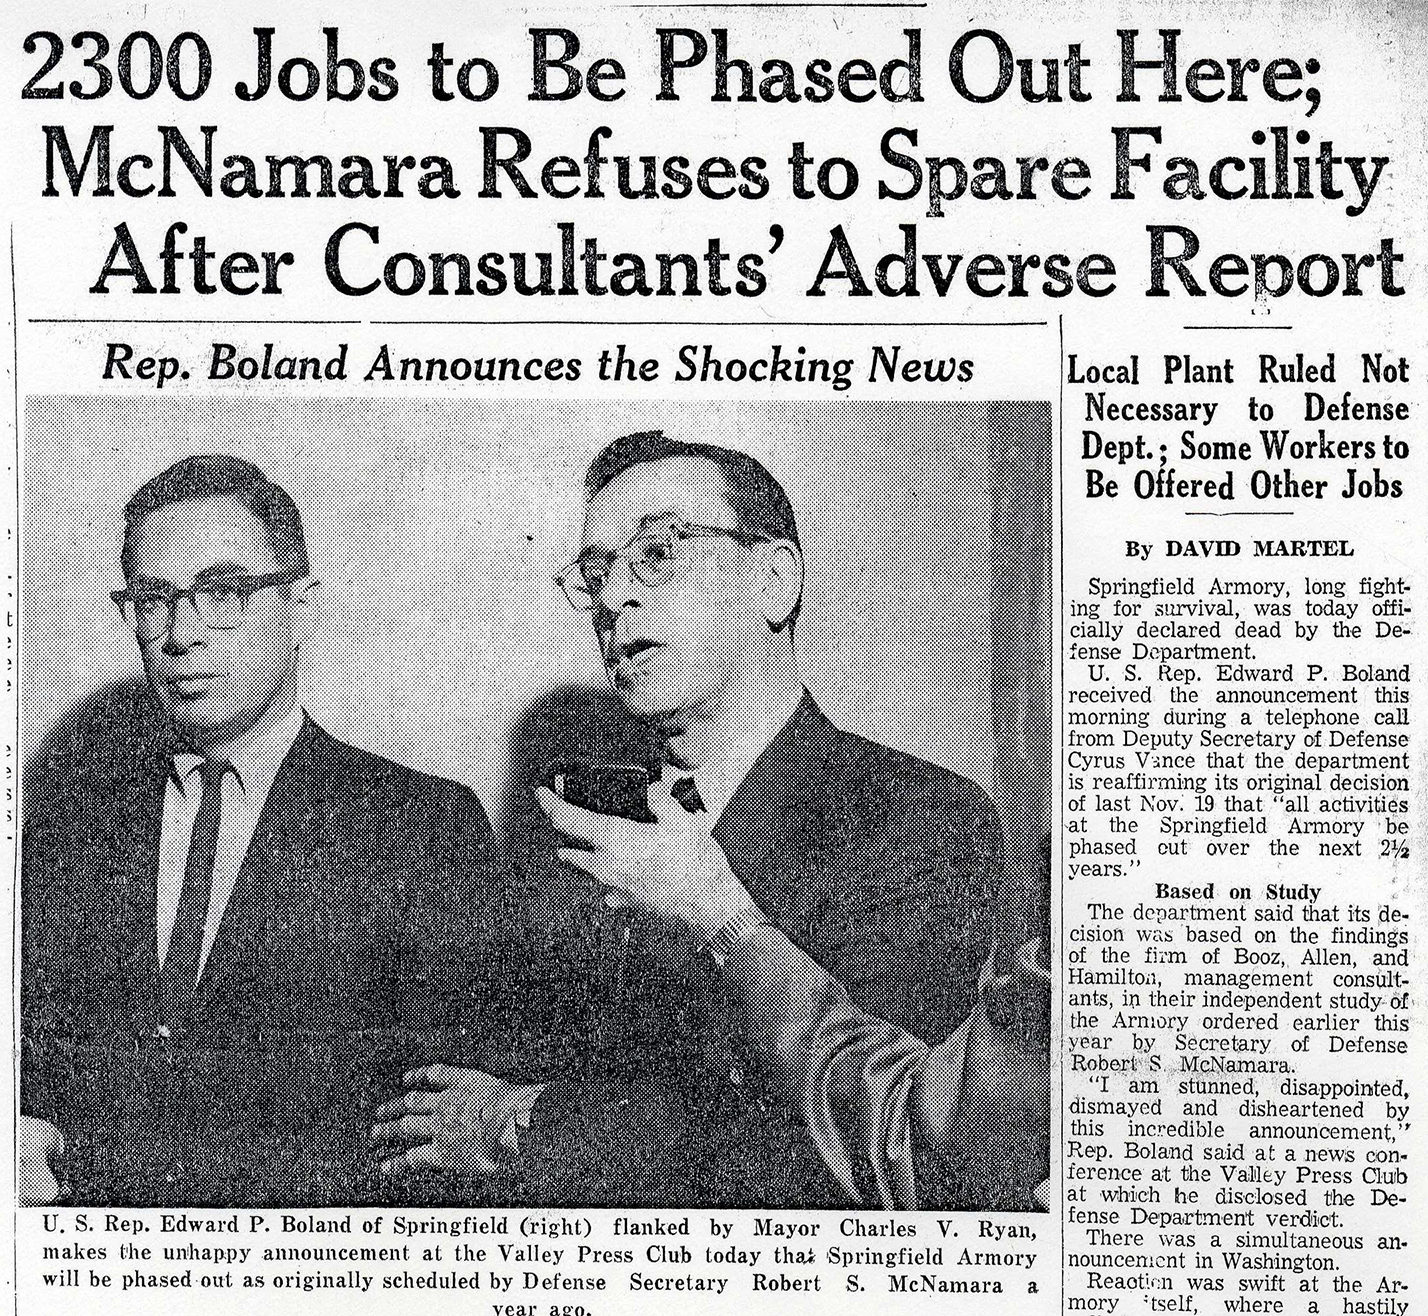 2300 Jobs to Be Phased Out Here;
McNamara Refuses to Spare Facility
After Consultants' Adverse Report
Rep. Boland Announces the Shocking News
U. S. Rep. Edward P. Boland of Springfield (right) flanked by Mayor Charles V. Ryan,
makes the unhappy announcement at the Valley Press Club today that Springfield Armory
will be phased out as originally scheduled by Defense Secretary Robert S. McNamara a
year ago.
Local Plant Ruled Not
Necessary to Defense
Dept.; Some Workers to
Be Offered Other Jobs
By DAVID MARTEL
Springfield Armory, long fight-
ing for survival, was today offi-
cially declared dead by the De-
fense Department.
U. S. Rep. Edward P. Boland
received the announcement this
morning during a telephone call
from Deputy Secretary of Defense
Cyrus Vance that the department
is reaffirming its original decision
of last Nov. 19 that "all activities
at the Springfield Armory be
phased out over the next 2½
years."
Based on Study
The department said that its de-
cision was based on the findings
of the firm of Booz, Allen, and
Hamilton, management consult-
ants, in their independent study of
the Armory ordered earlier this
year by Secretary of Defense
Robert S. McNamara.
"I am stunned, disappointed,
dismayed and disheartened by
this incredible announcement,"
Rep. Boland said at a news con-
ference at the Valley Press Club
at which he disclosed the De-
fense Department verdict.
There was a simultaneous an-
nouncement in Washington.
Reaction was swift at the Ar-
mory itself, where a hastily